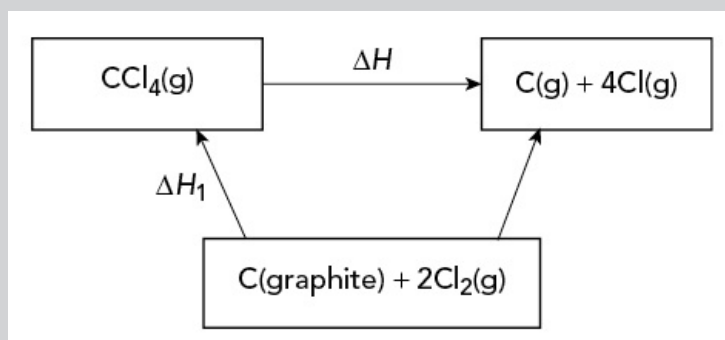 CCl₄(g)
ΔH
C(g) + 4Cl(g)
ΔH₁
C(graphite) + 2Cl₂(g)